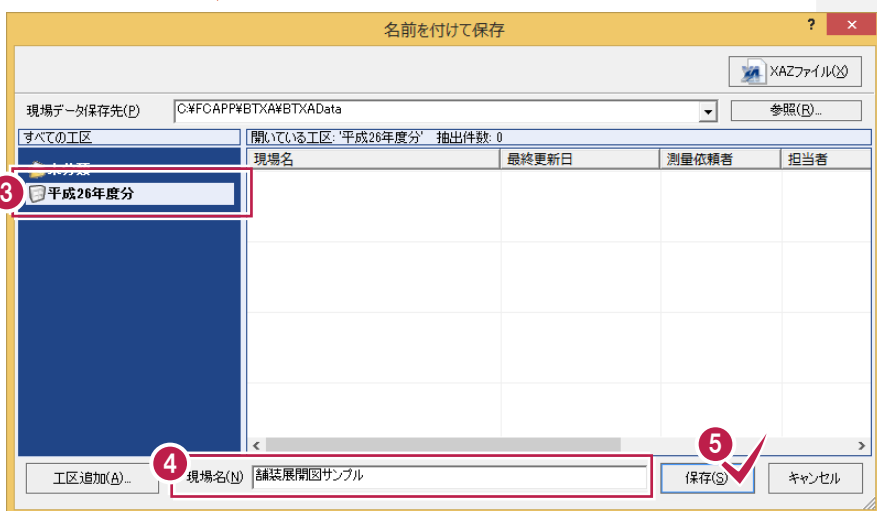 名前を付けて保存
? ×
XAZファイル(X)
現場データ保存先(P) C:¥FCAPP¥BTXA¥BTXAData 参照(R)...
すべての工区 開いている工区: '平成26年度分' 抽出件数: 0
現場名 最終更新日 測量依頼者 担当者
未分類
3 平成26年度分
5
4
工区追加(A)... 現場名(N) 舗装展開図サンプル 保存(S) キャンセル